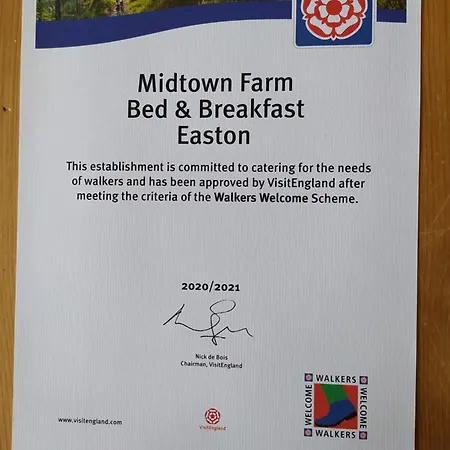 Midtown Farm
Bed & Breakfast
Easton
This establishment is committed to catering for the needs
of walkers and has been approved by VisitEngland after
meeting the criteria of the Walkers Welcome Scheme.
2020/2021
Nick de Bois
Chairman, VisitEngland
www.visitengland.com
VisitEngland
WALKERS
WELCOME
WELCOME
WALKERS